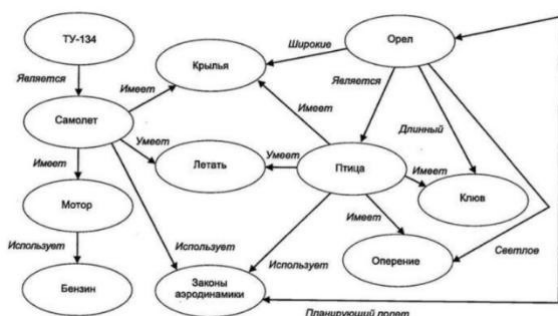 ТУ-134
Орел
Широкие
Крылья
Является
Имеет
Является
Самолет
Имеет
Длинный
Умеет
Летать
Умеет
Птица
Имеет
Имеет
Клюв
Мотор
Имеет
Использует
Использует
Использует
Оперение
Светлое
Бензин
Законы
аэродинамики
Планирующий полет